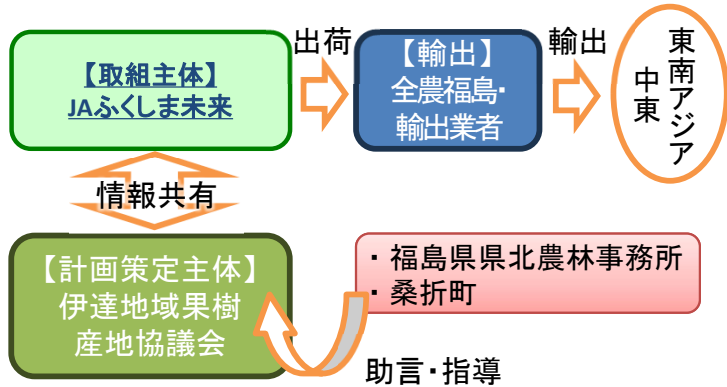 【取組主体】
JAふくしま未来
出荷
【輸出】
全農福島・
輸出業者
輸出
東南アジア
中東
情報共有
【計画策定主体】
伊達地域果樹
産地協議会
・福島県県北農林事務所
・桑折町
助言・指導